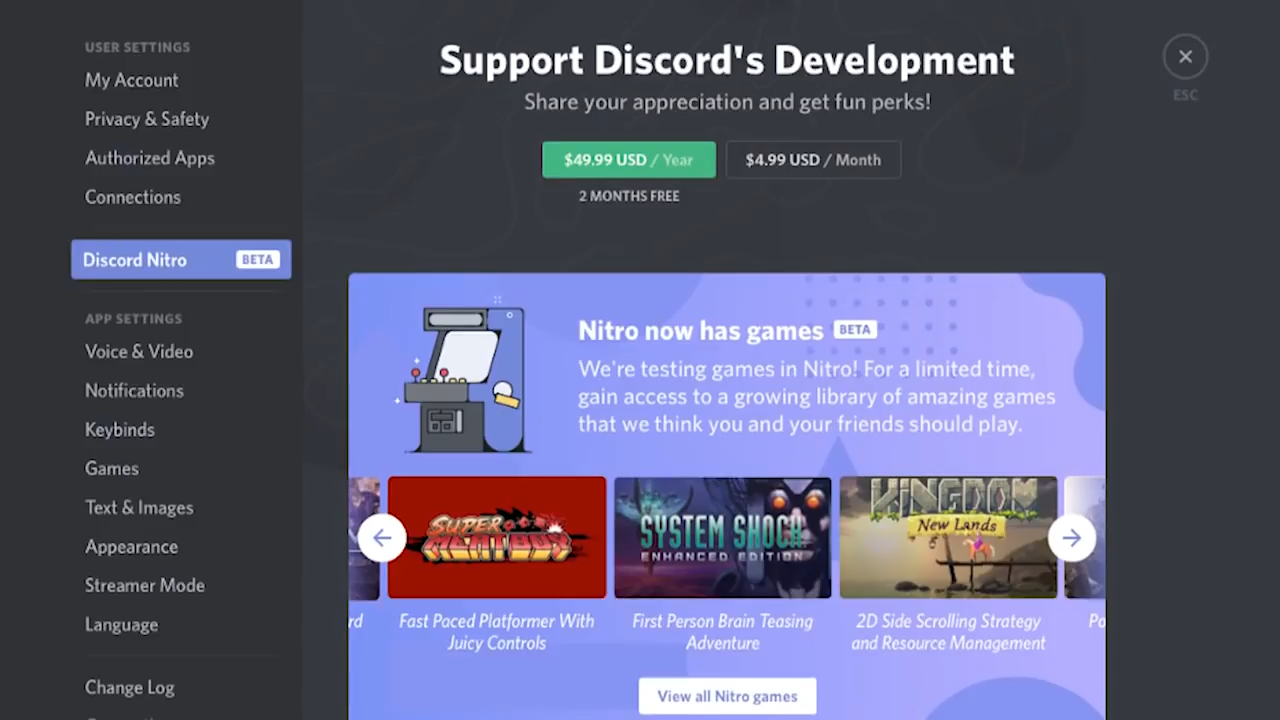 USER SETTINGS
My Account
Privacy & Safety
Authorized Apps
Connections
Discord Nitro BETA
APP SETTINGS
Voice & Video
Notifications
Keybinds
Games
Text & Images
Appearance
Streamer Mode
Language
Change Log
Support Discord's Development
Share your appreciation and get fun perks!
$49.99 USD / Year
$4.99 USD / Month
2 MONTHS FREE
ESC
Nitro now has games BETA
We're testing games in Nitro! For a limited time,
gain access to a growing library of amazing games
that we think you and your friends should play.
SUPER
MEATBOY
SYSTEM SHOCK
ENHANCED EDITION
KINGDOM
New Lands
rd
Fast Paced Platformer With
Juicy Controls
First Person Brain Teasing
Adventure
2D Side Scrolling Strategy
and Resource Management
Po
View all Nitro games